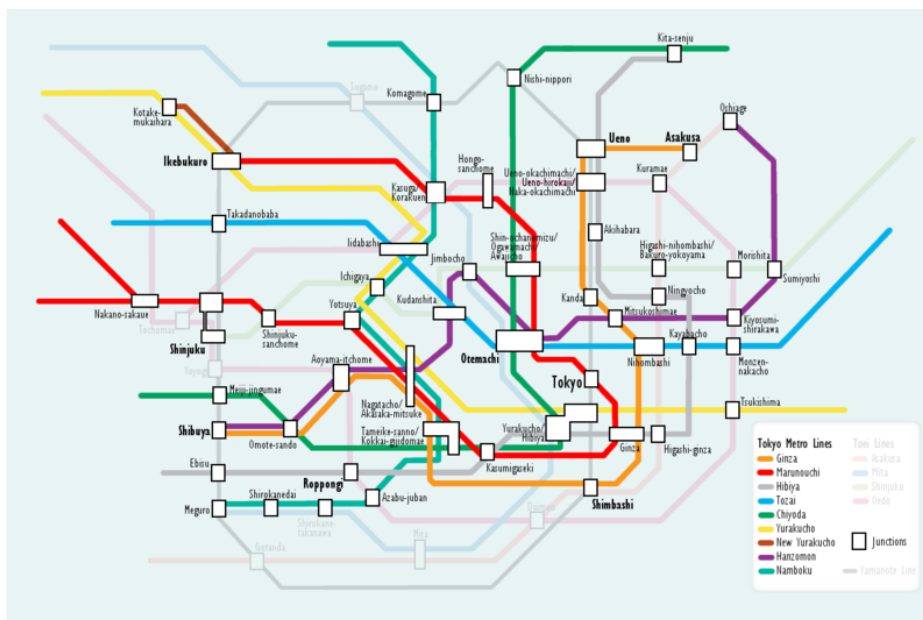 Kita-senju
Nishi-nippori
Sugamo
Komagome
Kotake-
mukaihara
Oshiage
Ueno
Asakusa
Ikebukuro
Hongo-
sanchome
Ueno-okachimachi/
Ueno-hirokaji/
Naka-okachimachi
Kuramae
Kasuga/
Korakuen
Takadanobaba
Iidabashi
Shin-ochanomizu/
Ogawamachi/
Awajicho
Akihabara
Higashi-nihombashi/
Bakuro-yokoyama
Jimbocho
Morishita
Sumiyoshi
Ichigaya
Ningyocho
Kanda
Nakano-sakaue
Yotsuya
Kudanshita
Mitsukoshimae
Tochomae
Shinjuku-
sanchome
Kiyosumi-
shirakawa
Shinjuku
Otemachi
Kayabacho
Aoyama-itchome
Nihombashi
Monzen-
nakacho
Yoyogi
Tokyo
Meiji-jingumae
Nagatacho/
Akasaka-mitsuke
Tsukishima
Shibuya
Omote-sando
Tameike-sanno/
Kokkai-gijidomae
Yurakucho/
Hibiya
Ginza
Higashi-ginza
Kasumigaseki
Ebisu
Roppongi
Azabu-juban
Shimbashi
Meguro
Shirokanedai
Shirokane-
takanawa
Daimon
Mita
Gotanda
Tokyo Metro Lines
Ginza
Marunouchi
Hibiya
Tozai
Chiyoda
Yurakucho
New Yurakucho
Hanzomon
Namboku
Toei Lines
Asakusa
Mita
Shinjuku
Oedo
Junctions
Yamanote Line